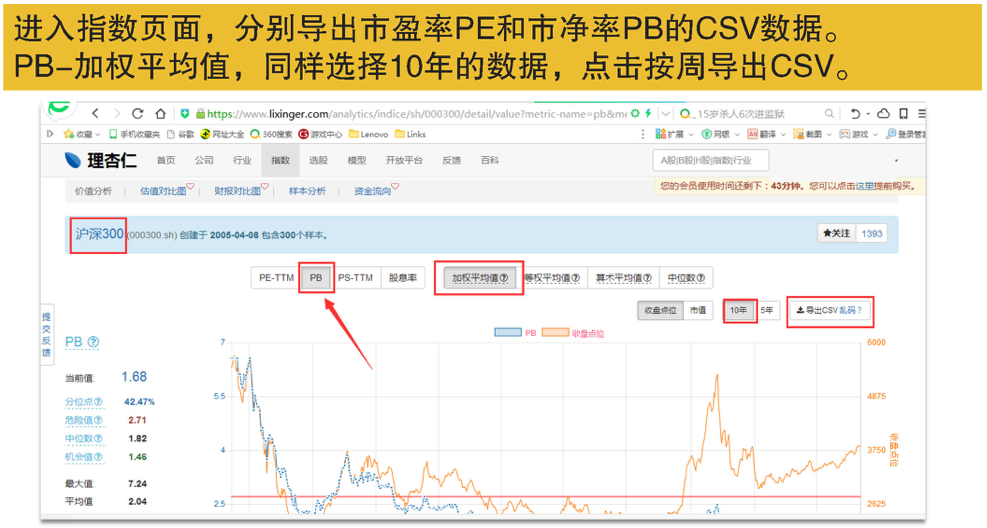 进入指数页面，分别导出市盈率PE和市净率PB的CSV数据。
PB-加权平均值，同样选择10年的数据，点击按周导出CSV。
https://www.lixinger.com/analytics/indice/sh/000300/detail/value?metric-name=pb&me
15岁杀人6次进监狱
收藏 手机收藏夹 谷歌 网址大全 360搜索 游戏中心 Lenovo Links 扩展 网银 翻译 截图 游戏 登录管
理杏仁 首页 公司 行业 指数 选股 模型 开放平台 反馈 百科 A股|B股|H股|指数|行业
价值分析 估值对比图 财报对比图 样本分析 资金流向 您的会员使用时间还剩下：43分钟。您可以点击这里提前购买。
沪深300 (000300.sh) 创建于 2005-04-08 包含300个样本。 ★关注 1393
PE-TTM PB PS-TTM 股息率 加权平均值 等权平均值 算术平均值 中位数
收盘点位 市值 10年 5年 导出CSV 乱码？
提交反馈
PB 收盘点位
PB
当前值: 1.68
分位点 42.47%
危险值 2.71
中位数 1.82
机会值 1.46
最大值: 7.24
平均值 2.04
7
5.5
4
2.5
6000
4875
3750
2625
收盘点位